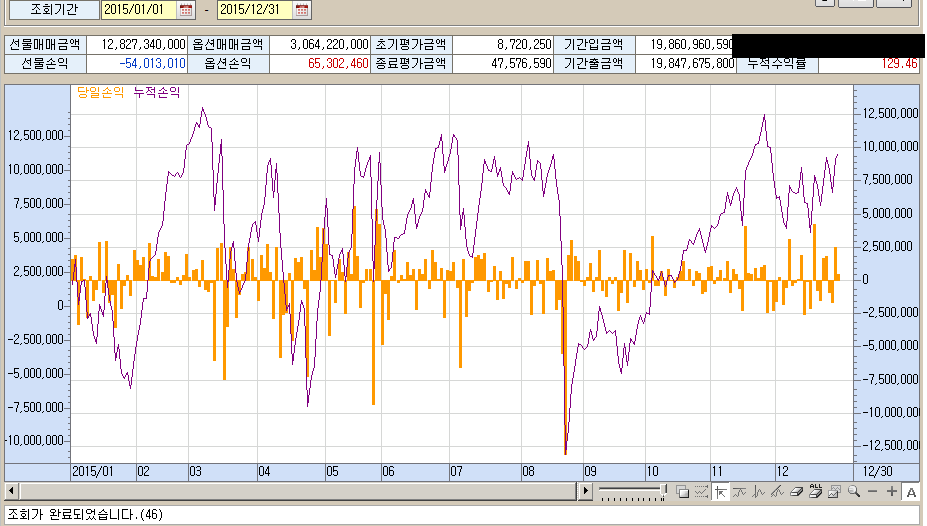 조회기간 2015/01/01 - 2015/12/31
선물매매금액 12,827,340,000 옵션매매금액 3,064,220,000 초기평가금액 8,720,250 기간입금액 19,860,960,590
선물손익 -54,013,010 옵션손익 65,302,460 종료평가금액 47,576,590 기간출금액 19,847,675,800 누적수익률 129.46
당일손익 누적손익
12,500,000 12,500,000
10,000,000 10,000,000
7,500,000 7,500,000
5,000,000 5,000,000
2,500,000 2,500,000
0 0
-2,500,000 -2,500,000
-5,000,000 -5,000,000
-7,500,000 -7,500,000
-10,000,000 -10,000,000
-12,500,000
2015/01 02 03 04 05 06 07 08 09 10 11 12 12/30
ALL A
조회가 완료되었습니다.(46)